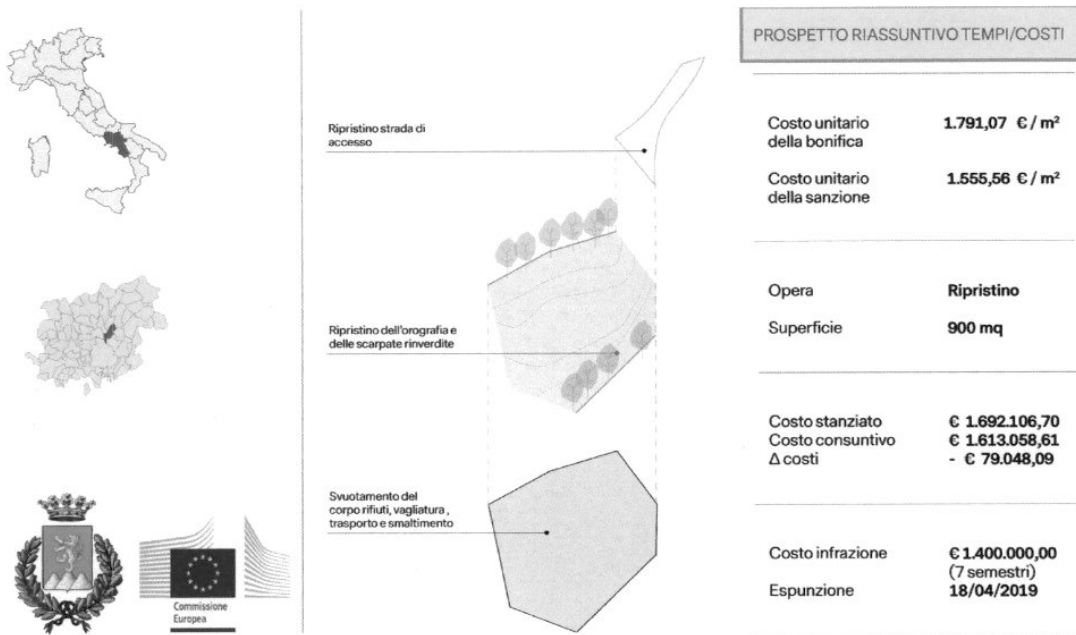 PROSPETTO RIASSUNTIVO TEMPI/COSTI
Ripristino strada di
accesso
Ripristino dell'orografia e
delle scarpate rinverdite
Svuotamento del
corpo rifiuti, vagliatura ,
trasporto e smaltimento
Commissione
Europea
Costo unitario 1.791,07 € / m²
della bonifica
Costo unitario 1.555,56 € / m²
della sanzione
Opera Ripristino
Superficie 900 mq
Costo stanziato € 1.692.106,70
Costo consuntivo € 1.613.058,61
Δ costi - € 79.048,09
Costo infrazione € 1.400.000,00
(7 semestri)
Espunzione 18/04/2019